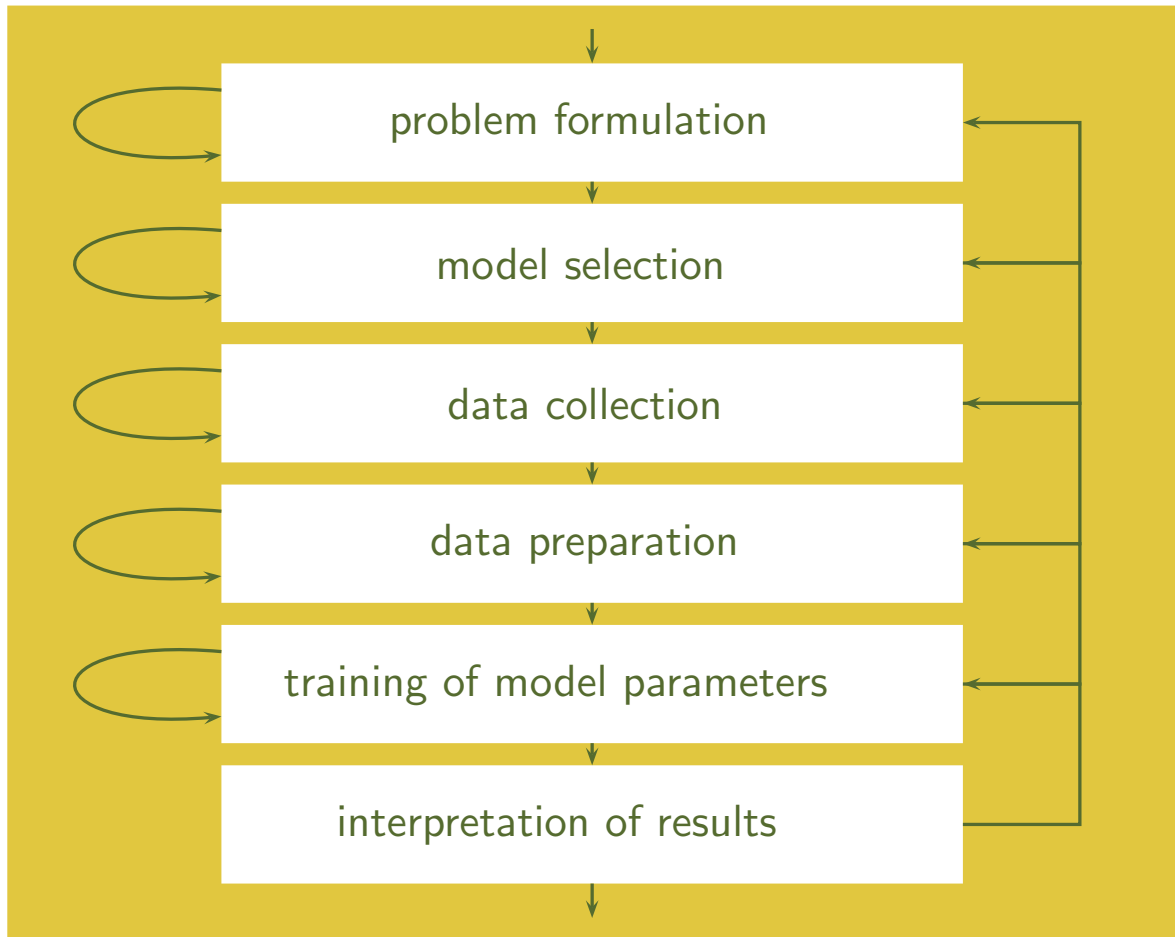 problem formulation
model selection
data collection
data preparation
training of model parameters
interpretation of results